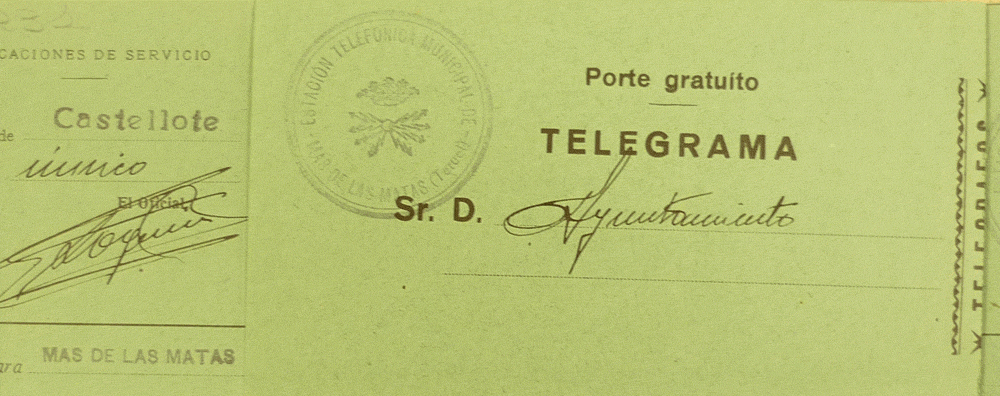 CACIONES DE SERVICIO
de Castellote
único
El Oficial,
MAS DE LAS MATAS
ESTACIÓN TELEFÓNICA MUNICIPAL DE
MAS DE LAS MATAS (Teruel)
Porte gratuíto
TELEGRAMA
Sr. D. Ayuntamiento
TELEGRAFOS